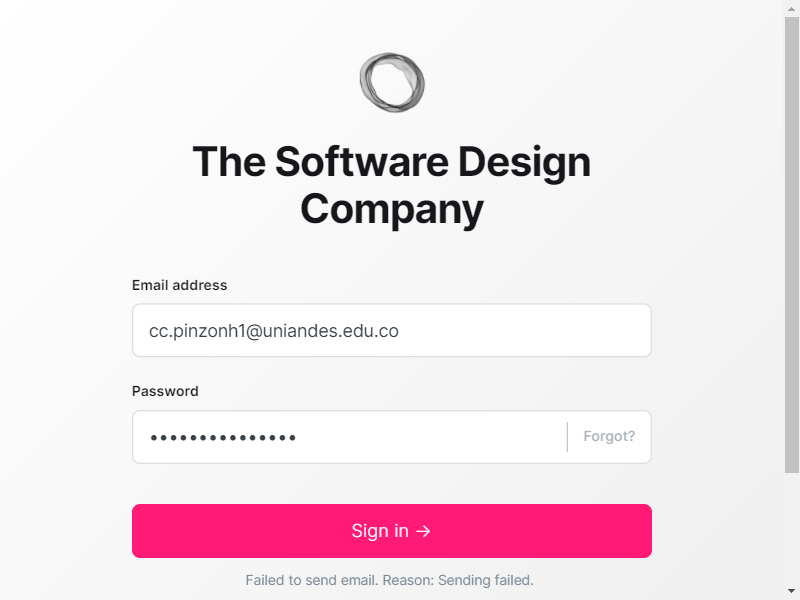 The Software Design
Company
Email address
cc.pinzonh1@uniandes.edu.co
Password
•••••••••••••••
Forgot?
Sign in →
Failed to send email. Reason: Sending failed.